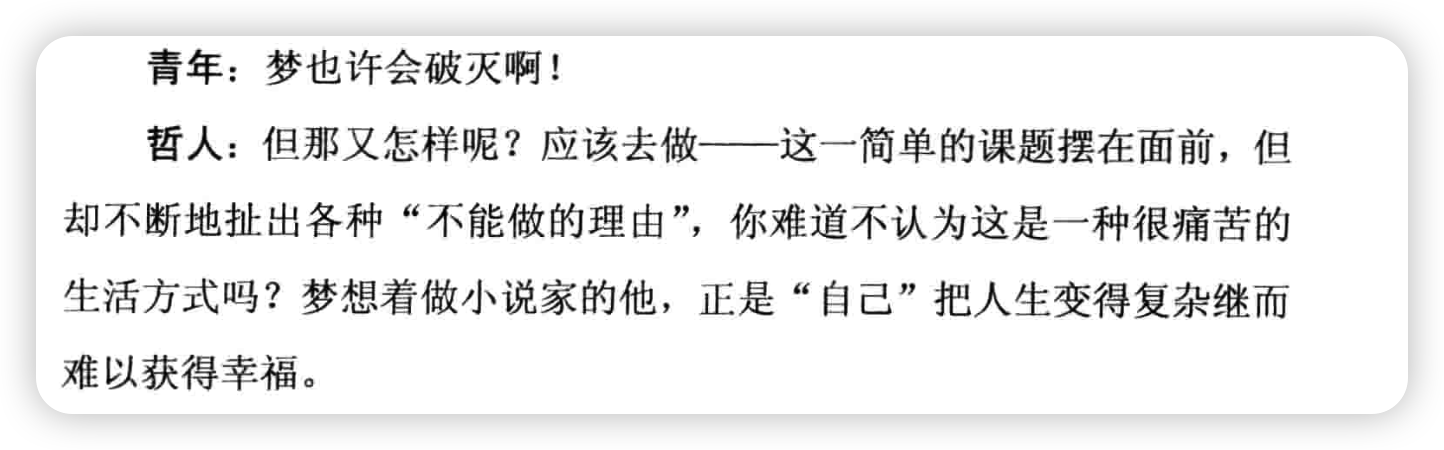 青年：梦也许会破灭啊！
哲人：但那又怎样呢？应该去做——这一简单的课题摆在面前，但
却不断地扯出各种“不能做的理由”，你难道不认为这是一种很痛苦的
生活方式吗？梦想着做小说家的他，正是“自己”把人生变得复杂继而
难以获得幸福。